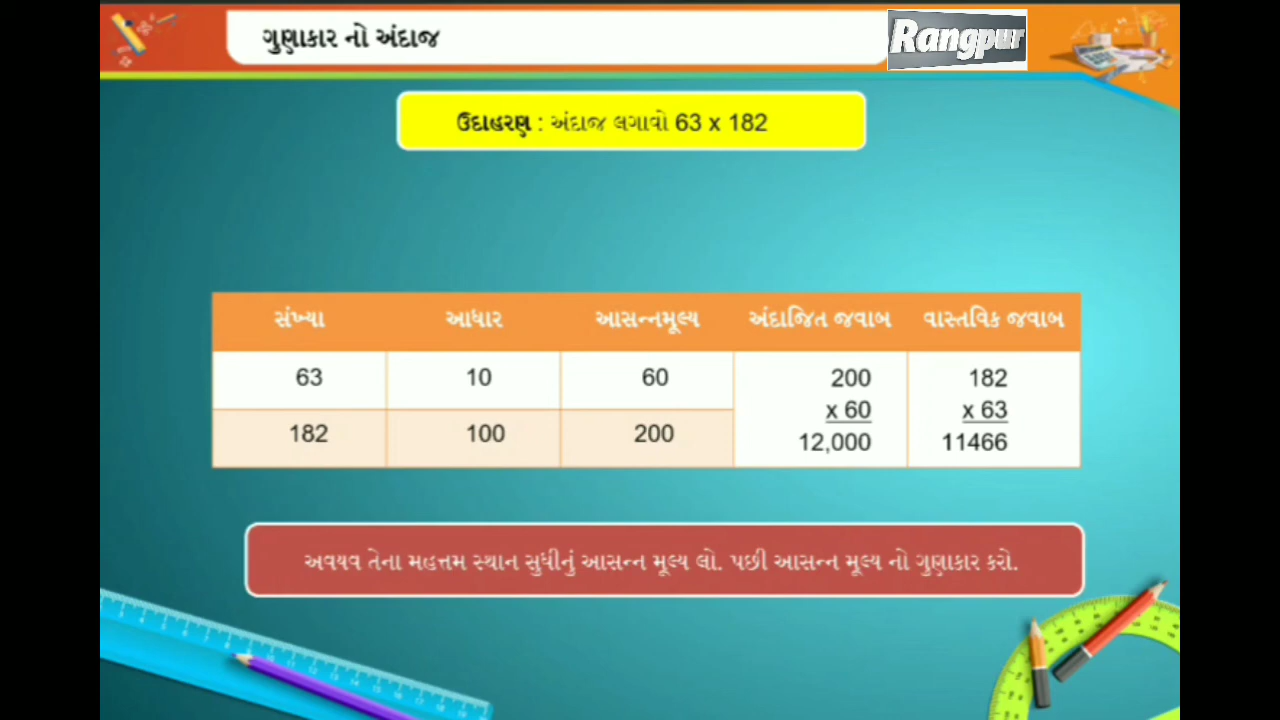 ગુણાકાર નો અંદાજ
Rangpur
ઉદાહરણ : અંદાજ લગાવો 63 x 182
સંખ્યા આધાર આસન્નમૂલ્ય અંદાજિત જવાબ વાસ્તવિક જવાબ
63 10 60 200 182
x 60 x 63
182 100 200 12,000 11466
અવયવ તેના મહત્તમ સ્થાન સુધીનું આસન્ન મૂલ્ય લો. પછી આસન્ન મૂલ્ય નો ગુણાકાર કરો.